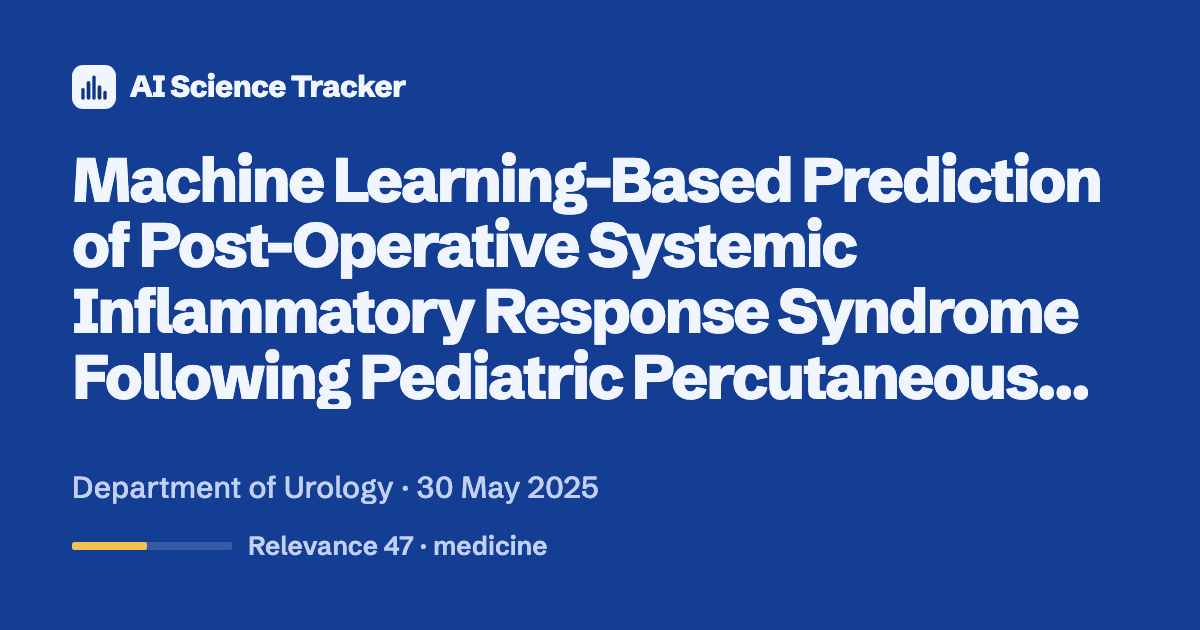 AI Science Tracker
Machine Learning-Based Prediction
of Post-Operative Systemic
Inflammatory Response Syndrome
Following Pediatric Percutaneous...
Department of Urology · 30 May 2025
Relevance 47 · medicine